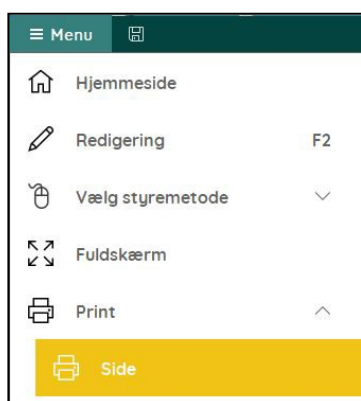 Menu
Hjemmeside
Redigering F2
Vælg styremetode
Fuldskærm
Print
Side